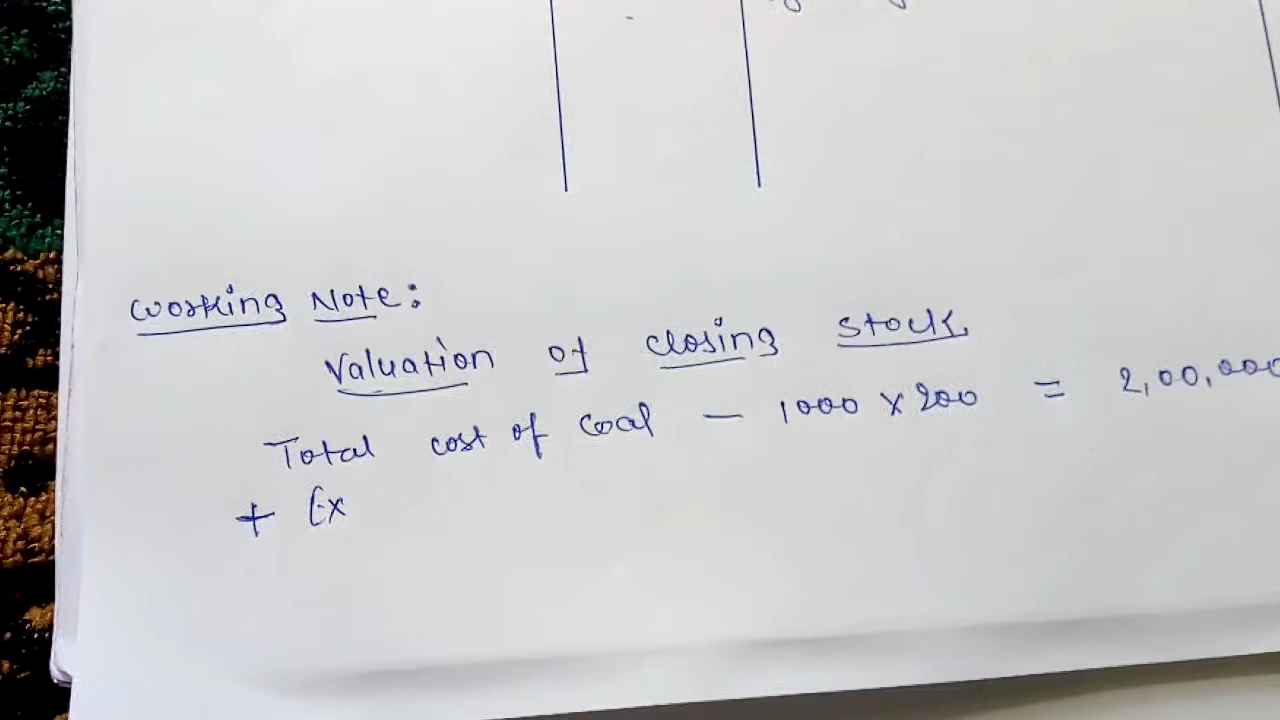 Working Note:
Valuation of closing stock
Total cost of coal - 1000 x 200 = 2,00,000
+ Ex